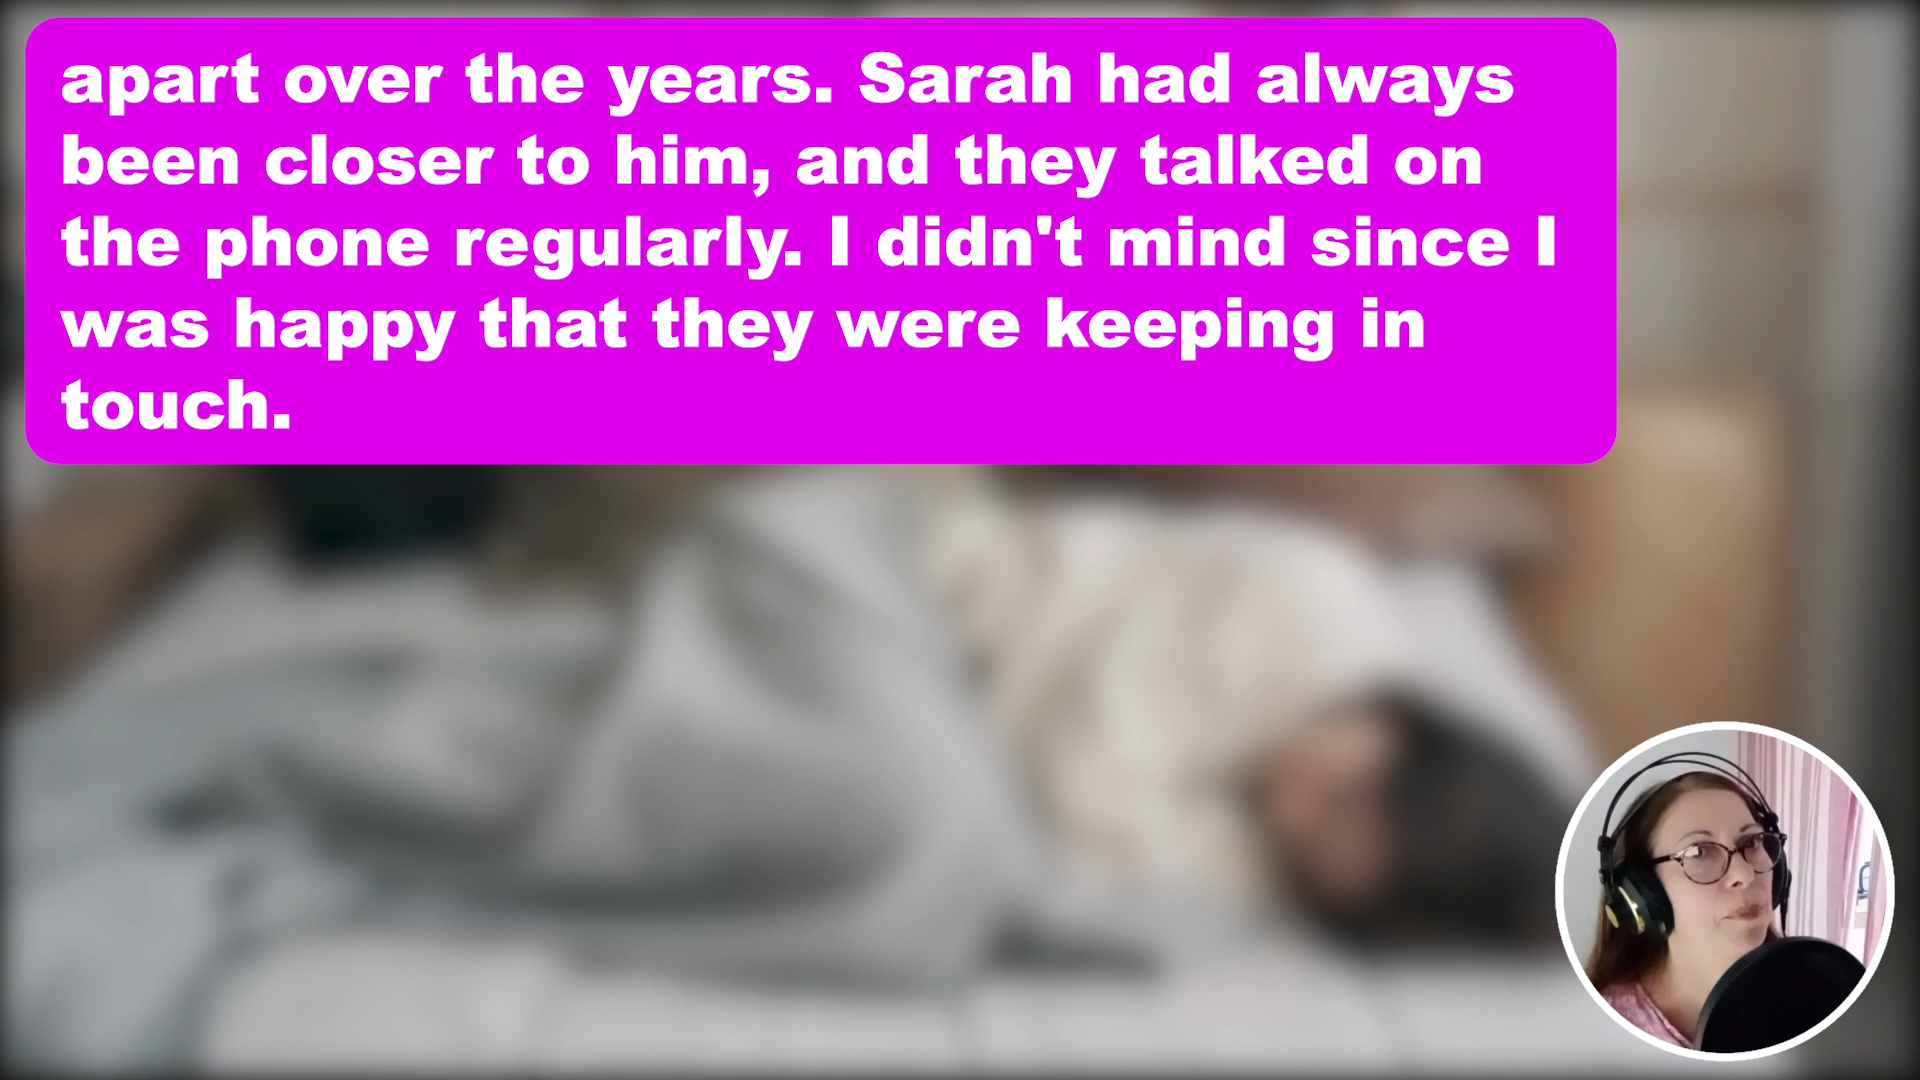 apart over the years. Sarah had always
been closer to him, and they talked on
the phone regularly. I didn't mind since I
was happy that they were keeping in
touch.